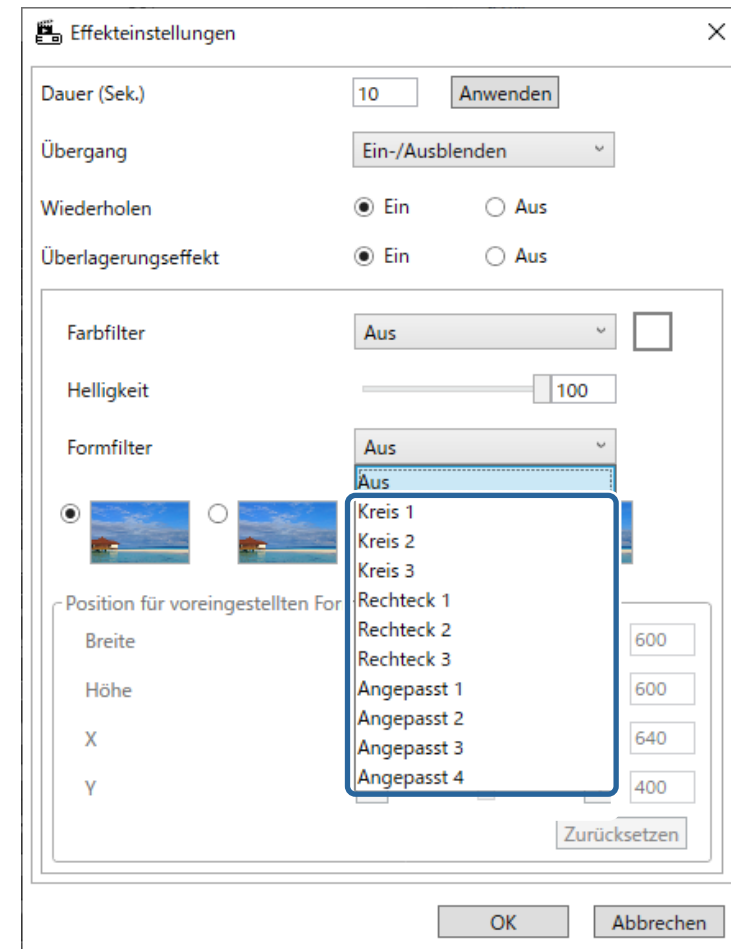 Effekteinstellungen
Dauer (Sek.) 10 Anwenden
Übergang Ein-/Ausblenden
Wiederholen Ein Aus
Überlagerungseffekt Ein Aus
Farbfilter Aus
Helligkeit 100
Formfilter Aus
Aus
Kreis 1
Kreis 2
Kreis 3
Position für voreingestellten For Rechteck 1
Breite Rechteck 2 600
Rechteck 3
Höhe Angepasst 1 600
Angepasst 2
X Angepasst 3 640
Y Angepasst 4 400
Zurücksetzen
OK Abbrechen